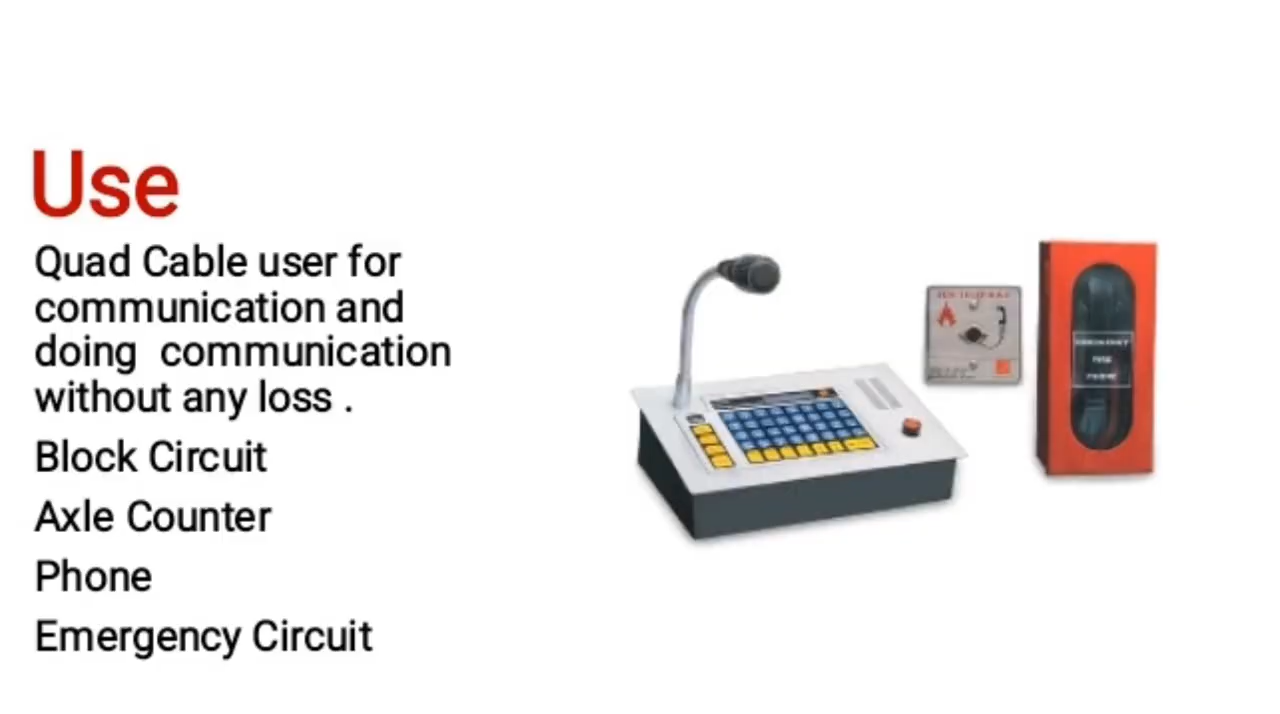 Use
Quad Cable user for
communication and
doing communication
without any loss .
Block Circuit
Axle Counter
Phone
Emergency Circuit